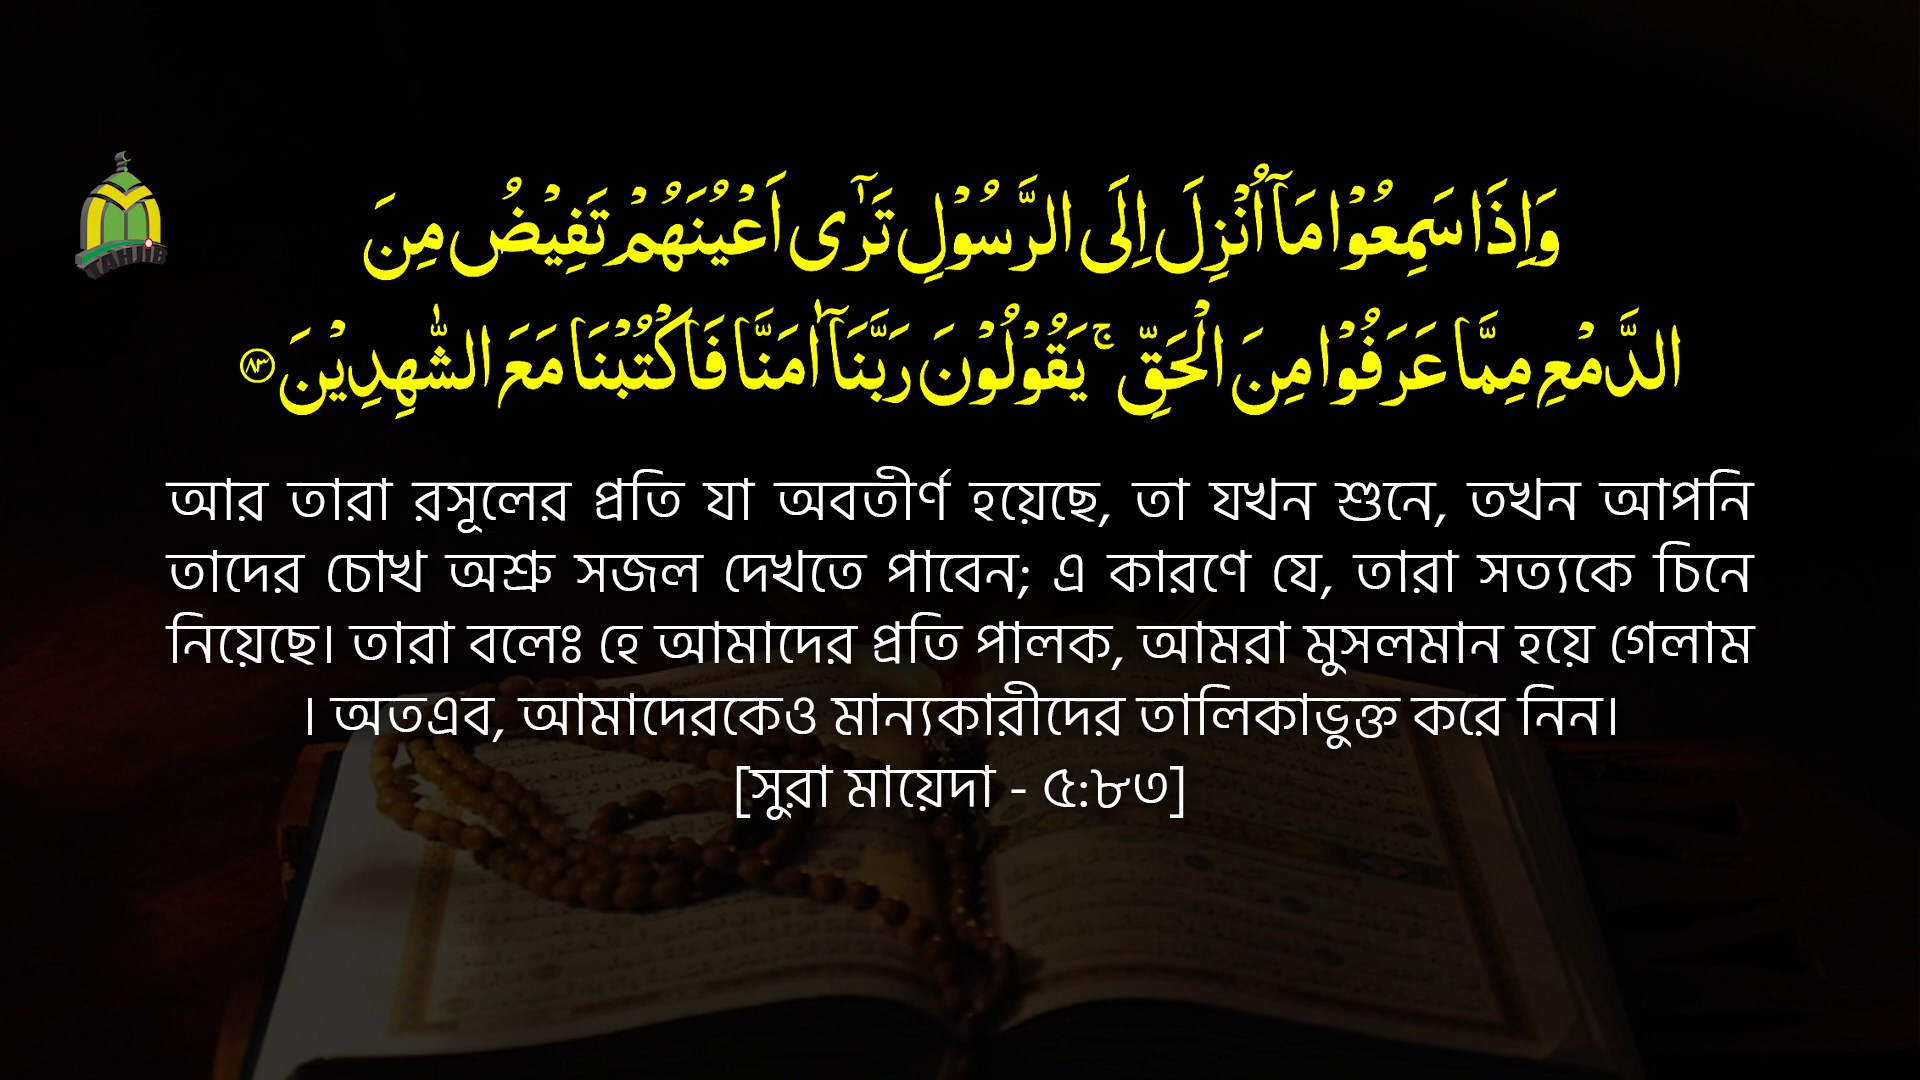 TAHJIB
وَاِذَا سَمِعُوْا مَاۤ اُنْزِلَ اِلَى الرَّسُوْلِ تَرٰۤى اَعْيُنَهُمْ تَفِيْضُ مِنَ
الدَّمْعِ مِمَّا عَرَفُوْا مِنَ الْحَقِّ ۚ يَقُوْلُوْنَ رَبَّنَاۤ اٰمَنَّا فَاكْتُبْنَا مَعَ الشّٰهِدِيْنَ ۸۳
আর তারা রসূলের প্রতি যা অবতীর্ণ হয়েছে, তা যখন শুনে, তখন আপনি
তাদের চোখ অশ্রু সজল দেখতে পাবেন; এ কারণে যে, তারা সত্যকে চিনে
নিয়েছে। তারা বলেঃ হে আমাদের প্রতি পালক, আমরা মুসলমান হয়ে গেলাম
। অতএব, আমাদেরকেও মান্যকারীদের তালিকাভুক্ত করে নিন।
[সুরা মায়েদা - ৫:৮৩]